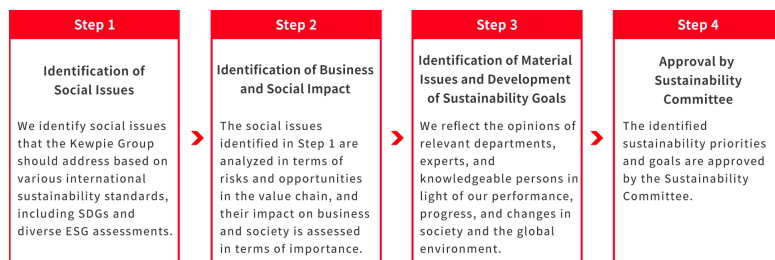 Step 1
Identification of
Social Issues
We identify social issues
that the Kewpie Group
should address based on
various international
sustainability standards,
including SDGs and
diverse ESG assessments.
Step 2
Identification of Business
and Social Impact
The social issues
identified in Step 1 are
analyzed in terms of
risks and opportunities
in the value chain, and
their impact on business
and society is assessed
in terms of importance.
Step 3
Identification of Material
Issues and Development
of Sustainability Goals
We reflect the opinions of
relevant departments,
experts, and
knowledgeable persons in
light of our performance,
progress, and changes in
society and the global
environment.
Step 4
Approval by
Sustainability
Committee
The identified
sustainability priorities
and goals are approved
by the Sustainability
Committee.